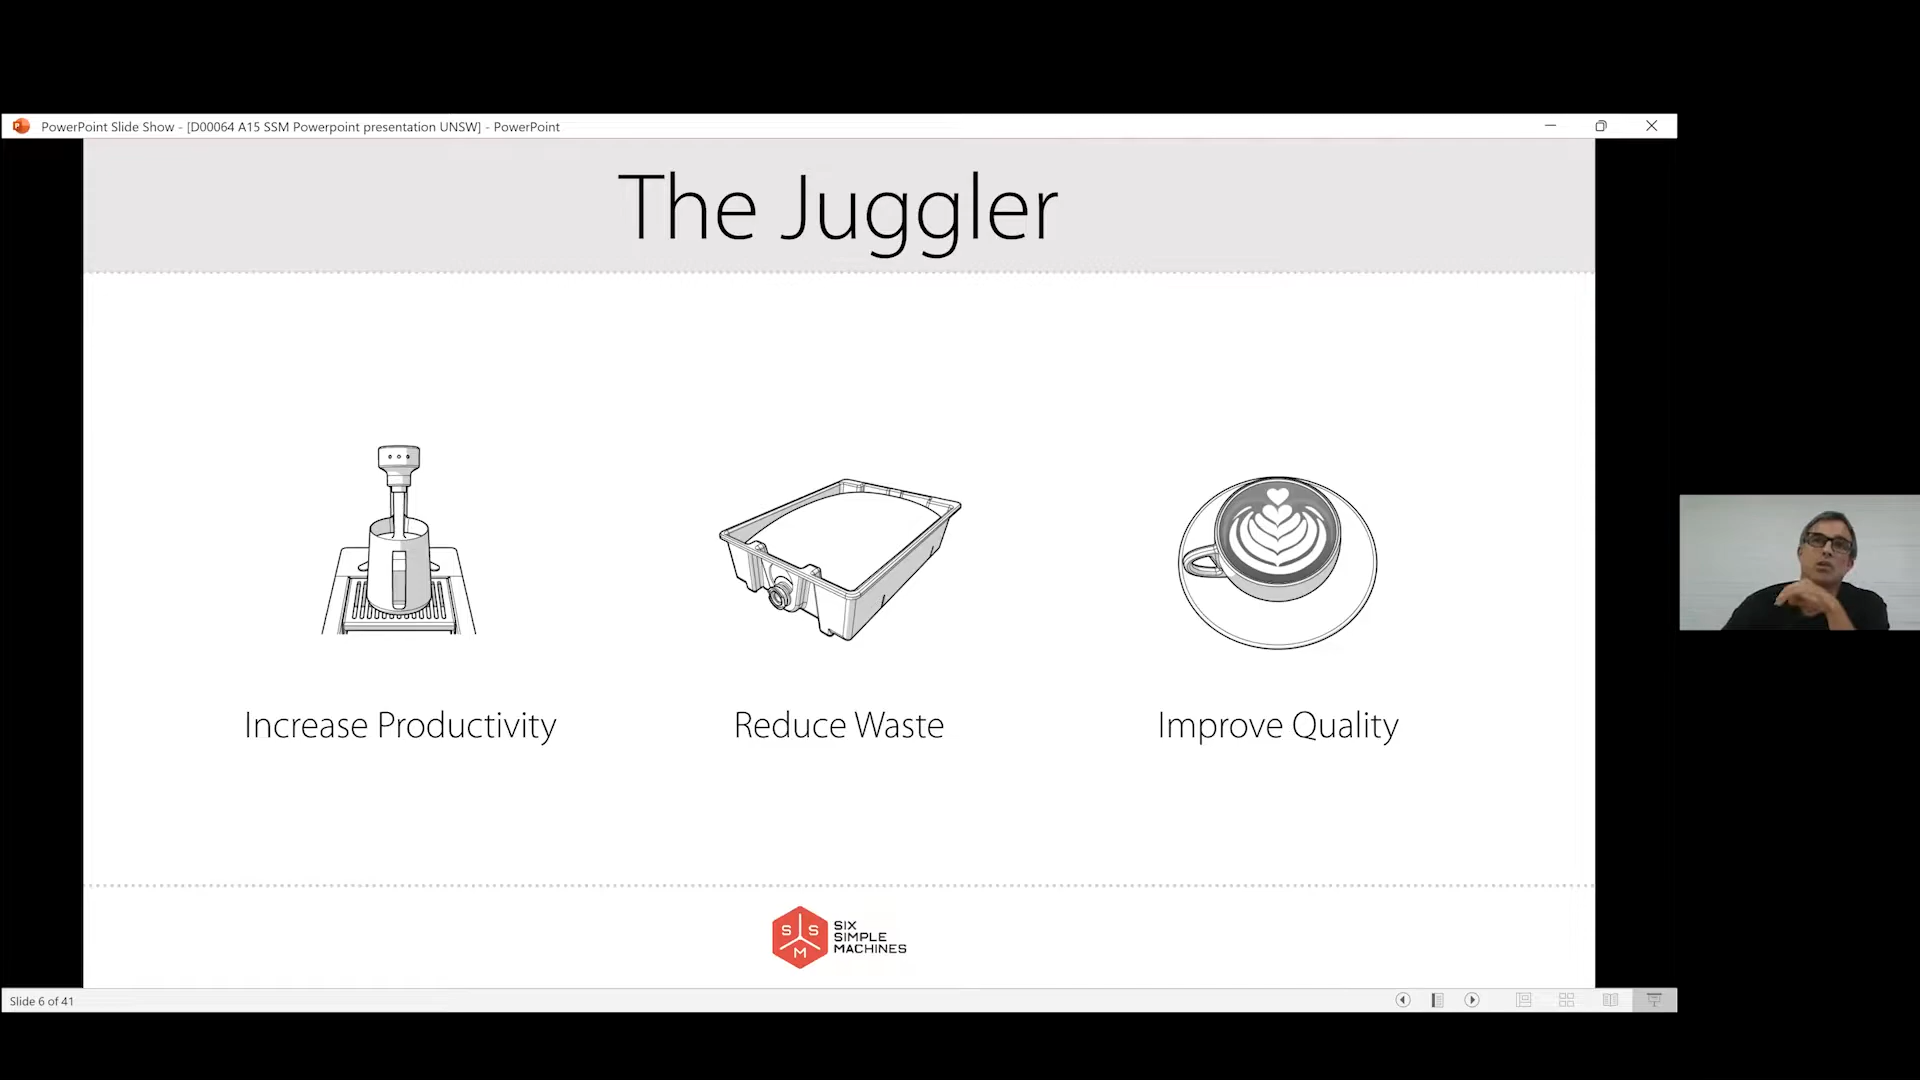 PowerPoint Slide Show - [D00064 A15 SSM Powerpoint presentation UNSW] - PowerPoint
The Juggler
Increase Productivity
Reduce Waste
Improve Quality
S S M
SIX
SIMPLE
MACHINES
Slide 6 of 41